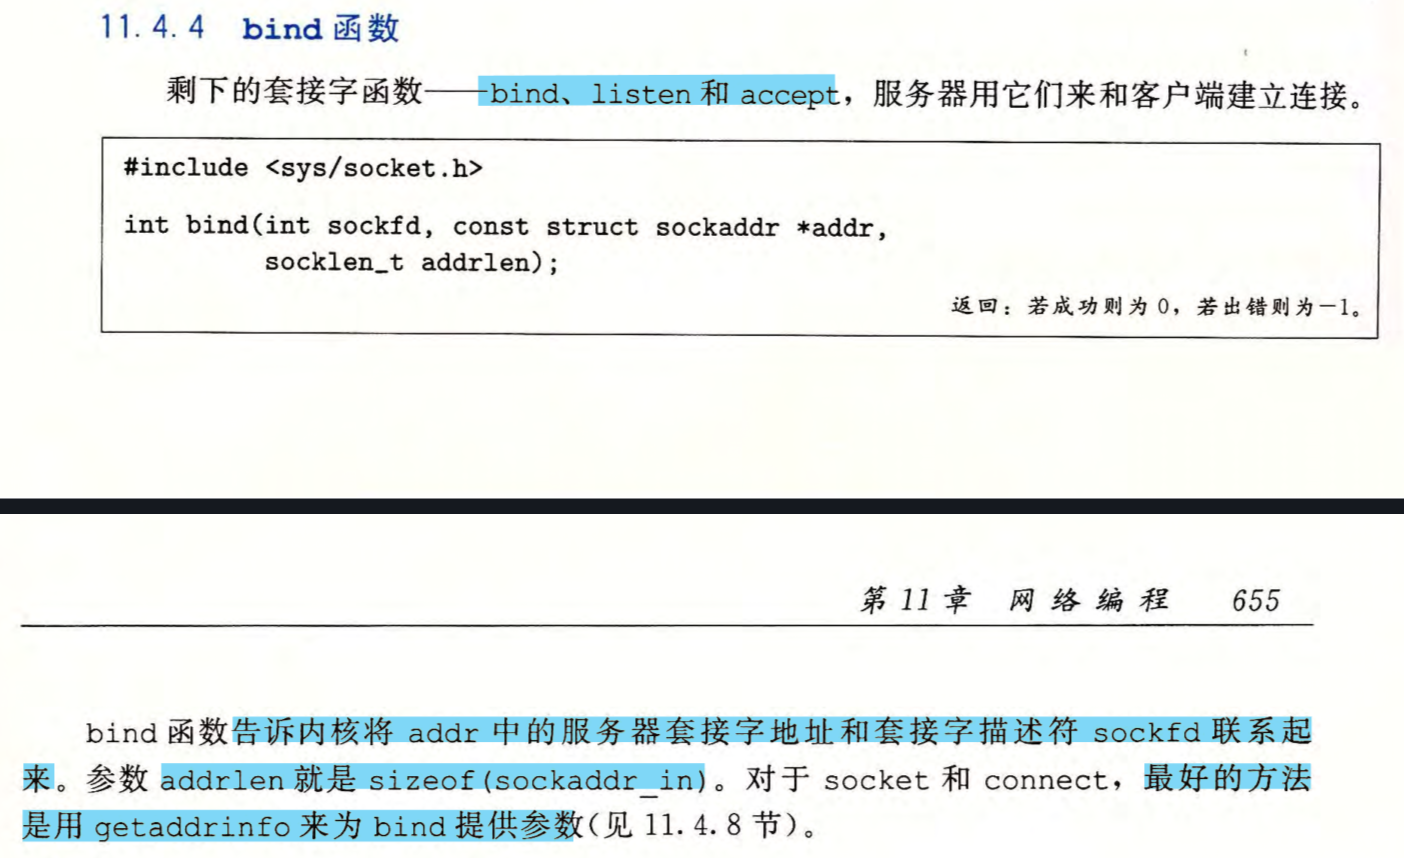 11.4.4 bind 函数
剩下的套接字函数——bind、listen 和 accept，服务器用它们来和客户端建立连接。
#include <sys/socket.h>
int bind(int sockfd, const struct sockaddr *addr,
socklen_t addrlen);
返回：若成功则为 0，若出错则为－1。
第 11 章 网 络 编 程 655
bind 函数告诉内核将 addr 中的服务器套接字地址和套接字描述符 sockfd 联系起
来。参数 addrlen 就是 sizeof(sockaddr_in)。对于 socket 和 connect，最好的方法
是用 getaddrinfo 来为 bind 提供参数(见 11.4.8 节)。